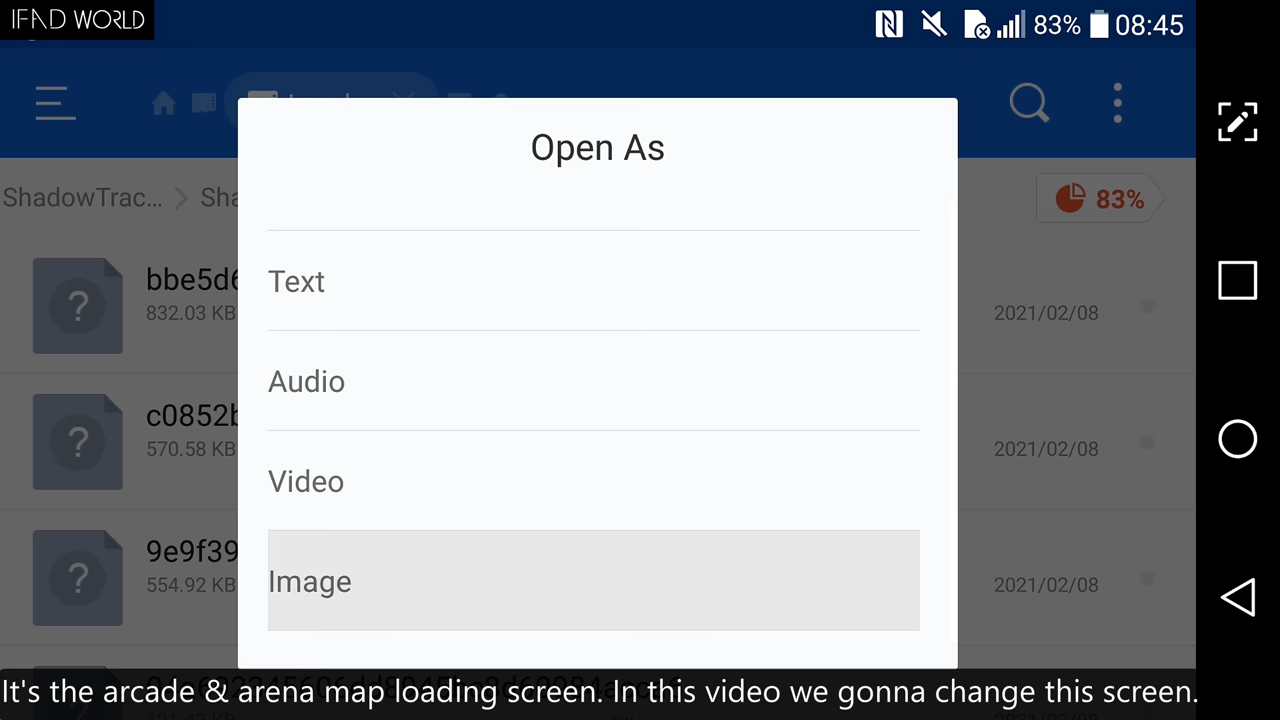 IFAD WORLD
83% 08:45
Open As
ShadowTrac... > Sha
83%
Text
bbe5d6
832.03 KB
2021/02/08
Audio
c0852b
570.58 KB
2021/02/08
Video
9e9f39
554.92 KB
2021/02/08
Image
It's the arcade & arena map loading screen. In this video we gonna change this screen.